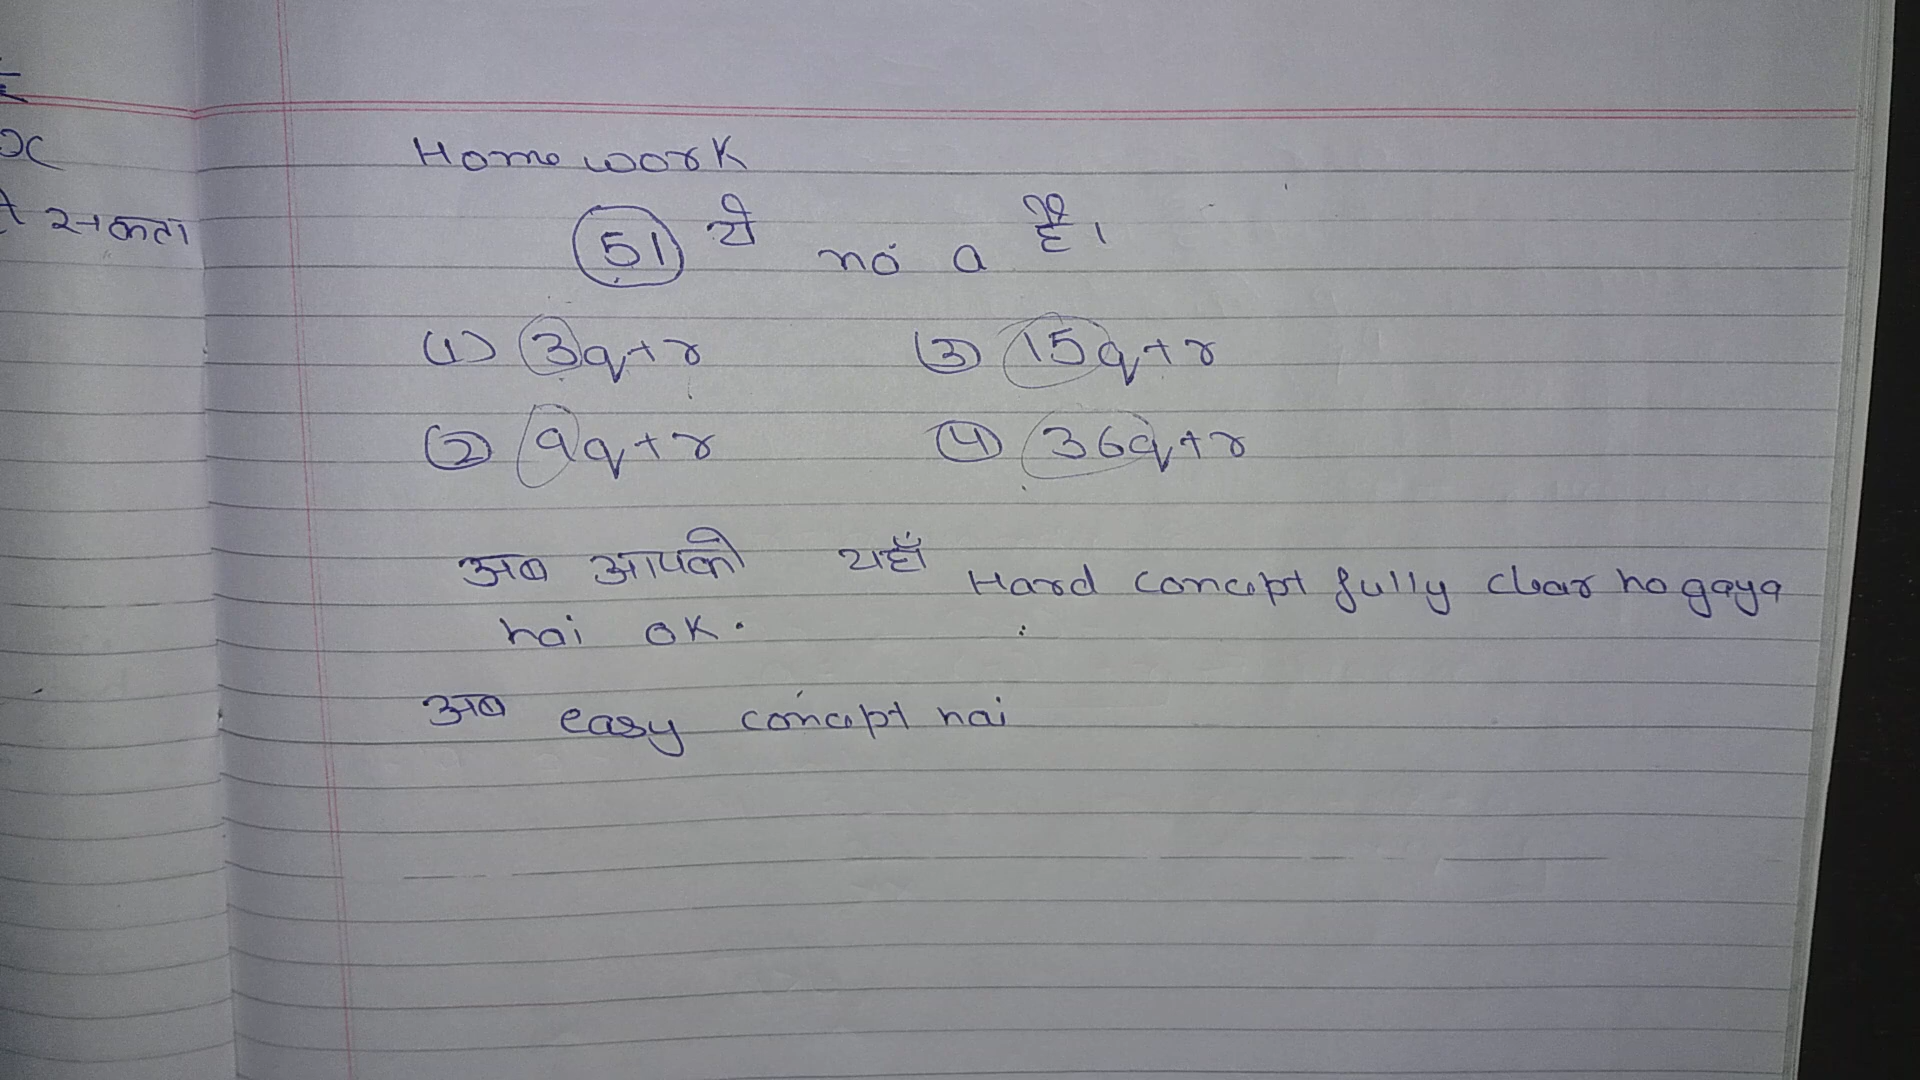 Home work
51 ये no a है।
(1) 3q+r (3) 15q+r
(2) 9q+r (4) 36q+r
अब आपको यहाँ Hard concept fully clear ho gaya
hai ok.
अब easy concept hai
x
सकता